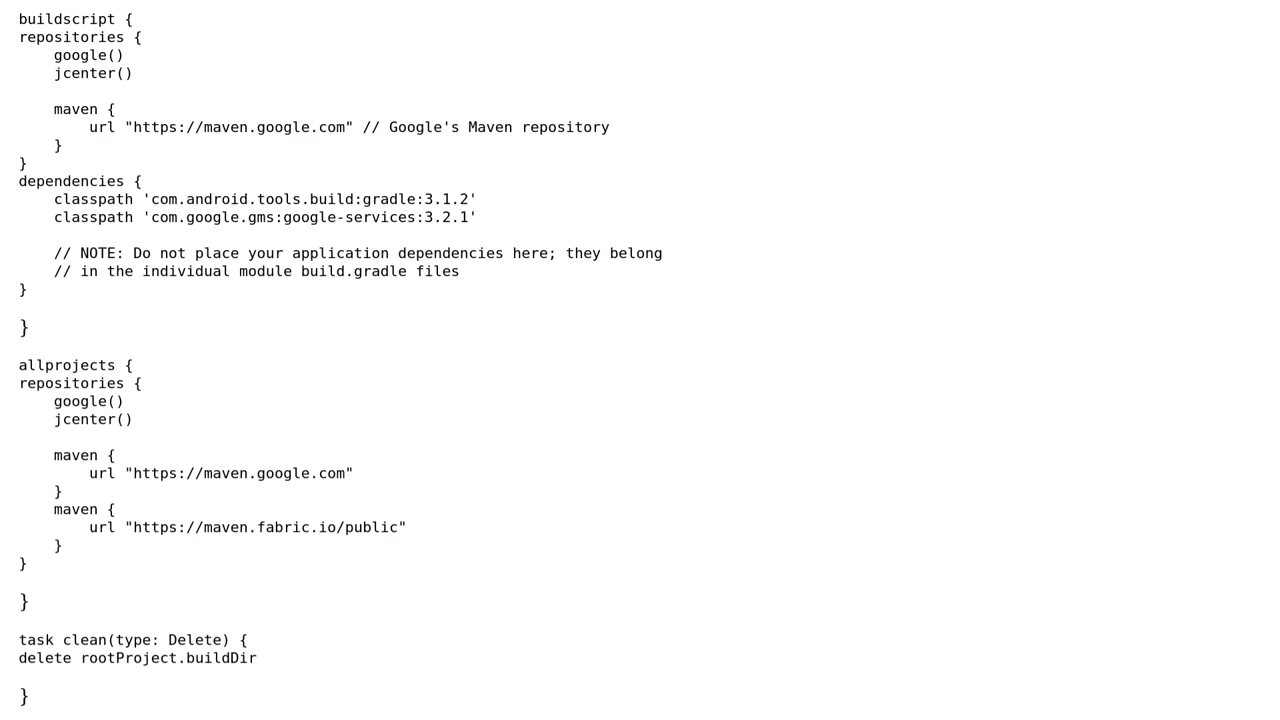 buildscript {
repositories {
    google()
    jcenter()

    maven {
        url "https://maven.google.com" // Google's Maven repository
    }
}
dependencies {
    classpath 'com.android.tools.build:gradle:3.1.2'
    classpath 'com.google.gms:google-services:3.2.1'

    // NOTE: Do not place your application dependencies here; they belong
    // in the individual module build.gradle files
}

}

allprojects {
repositories {
    google()
    jcenter()

    maven {
        url "https://maven.google.com"
    }
    maven {
        url "https://maven.fabric.io/public"
    }
}

}

task clean(type: Delete) {
delete rootProject.buildDir

}